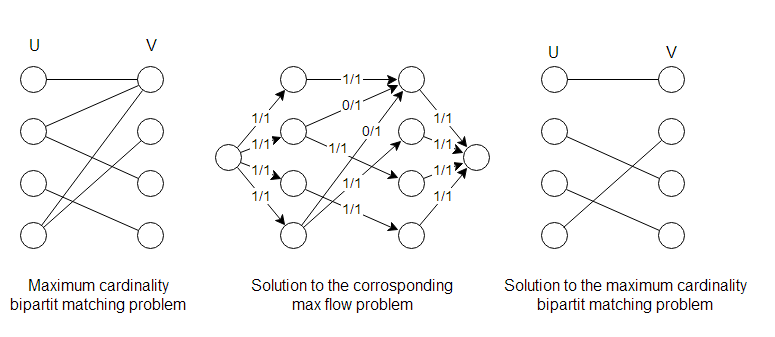 U V
U V
1/1
0/1
1/1 1/1
0/1
1/1 1/1 1/1
1/1 1/1
1/1
1/1 1/1 1/1
Maximum cardinality
bipartit matching problem
Solution to the corrosponding
max flow problem
Solution to the maximum cardinality
bipartit matching problem